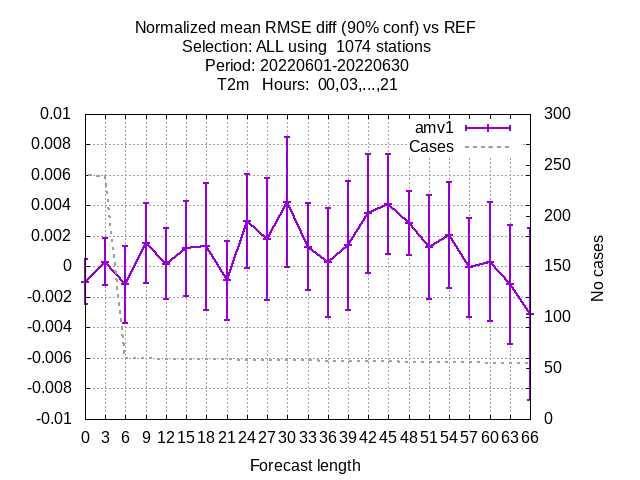 Normalized mean RMSE diff (90% conf) vs REF
Selection: ALL using  1074 stations
Period: 20220601-20220630
T2m   Hours:  00,03,...,21
amv1
Cases
0.01
0.008
0.006
0.004
0.002
0
-0.002
-0.004
-0.006
-0.008
-0.01
300
250
200
150
100
50
0
No cases
0 3 6 9 12 15 18 21 24 27 30 33 36 39 42 45 48 51 54 57 60 63 66
Forecast length